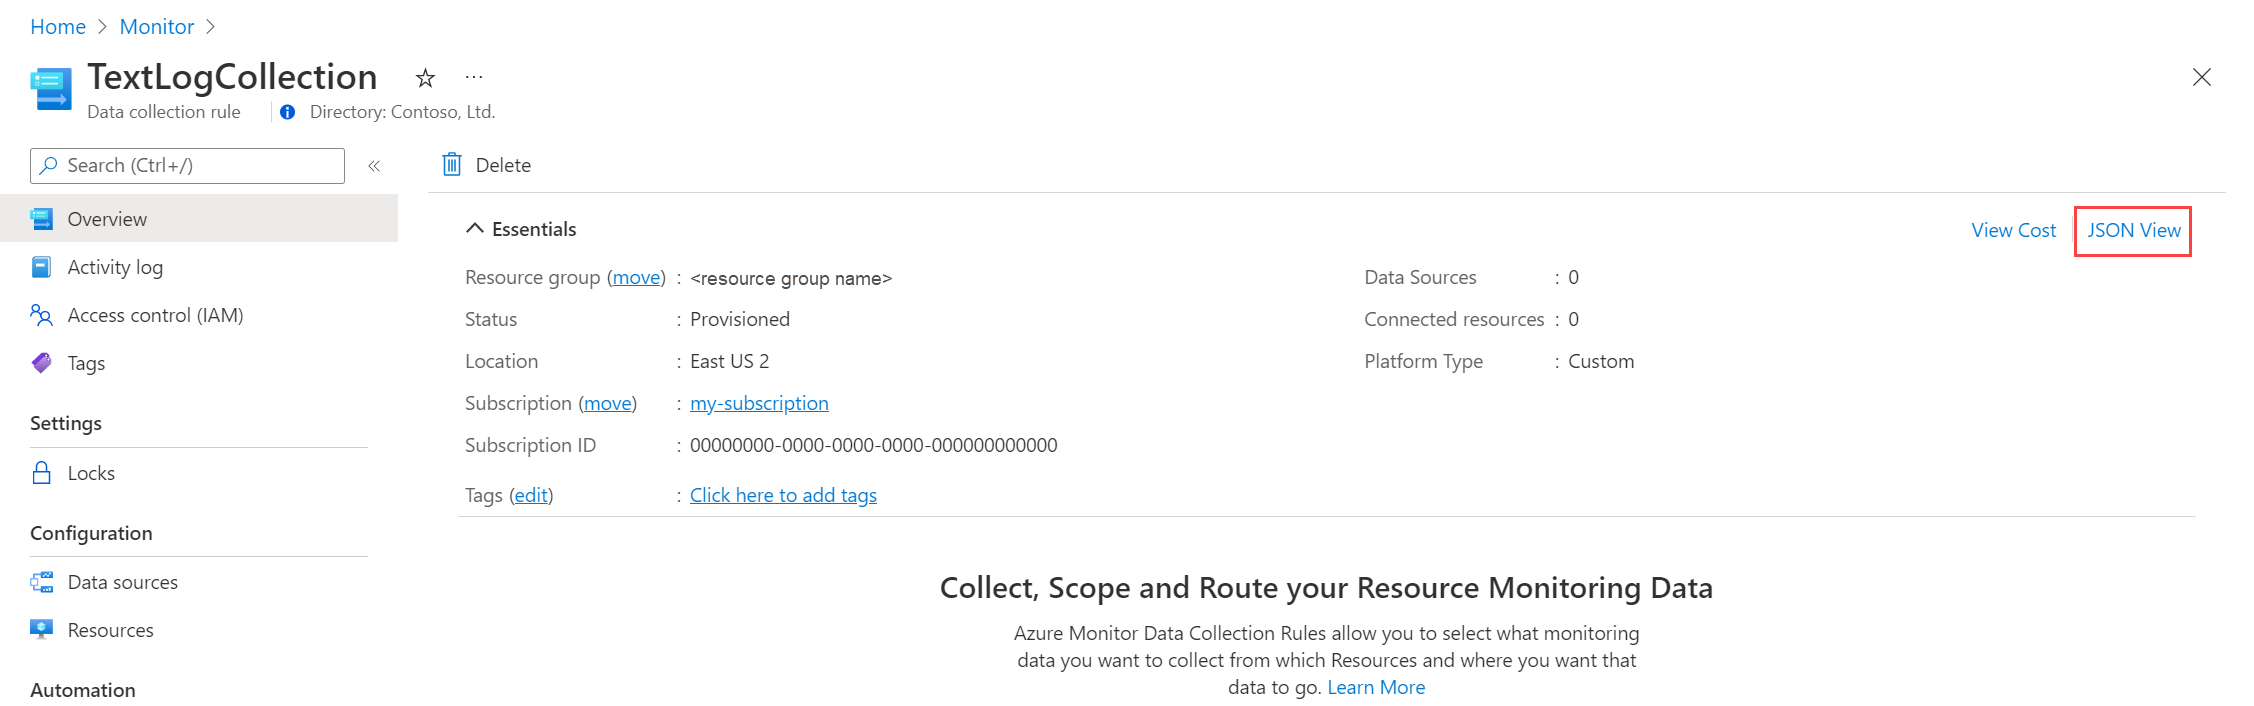 Home > Monitor >
TextLogCollection ☆ ...
Data collection rule | Directory: Contoso, Ltd.
Search (Ctrl+/) «
Overview
Activity log
Access control (IAM)
Tags
Settings
Locks
Configuration
Data sources
Resources
Automation
Delete
Essentials
View Cost | JSON View
Resource group (move) : <resource group name>
Status : Provisioned
Location : East US 2
Subscription (move) : my-subscription
Subscription ID : 00000000-0000-0000-0000-000000000000
Tags (edit) : Click here to add tags
Data Sources : 0
Connected resources : 0
Platform Type : Custom
Collect, Scope and Route your Resource Monitoring Data
Azure Monitor Data Collection Rules allow you to select what monitoring
data you want to collect from which Resources and where you want that
data to go. Learn More